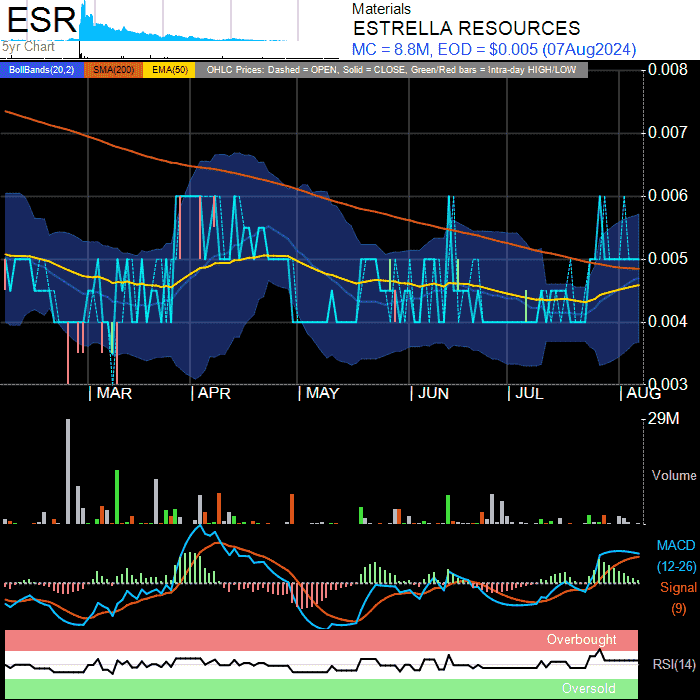 ESR
5yr Chart
Materials
ESTRELLA RESOURCES
MC = 8.8M, EOD = $0.005 (07Aug2024)
BollBands(20,2) SMA(200) EMA(50) OHLC Prices: Dashed = OPEN, Solid = CLOSE, Green/Red bars = Intra-day HIGH/LOW
0.008
0.007
0.006
0.005
0.004
0.003
MAR APR MAY JUN JUL AUG
29M
Volume
MACD
(12-26)
Signal
(9)
Overbought
RSI(14)
Oversold